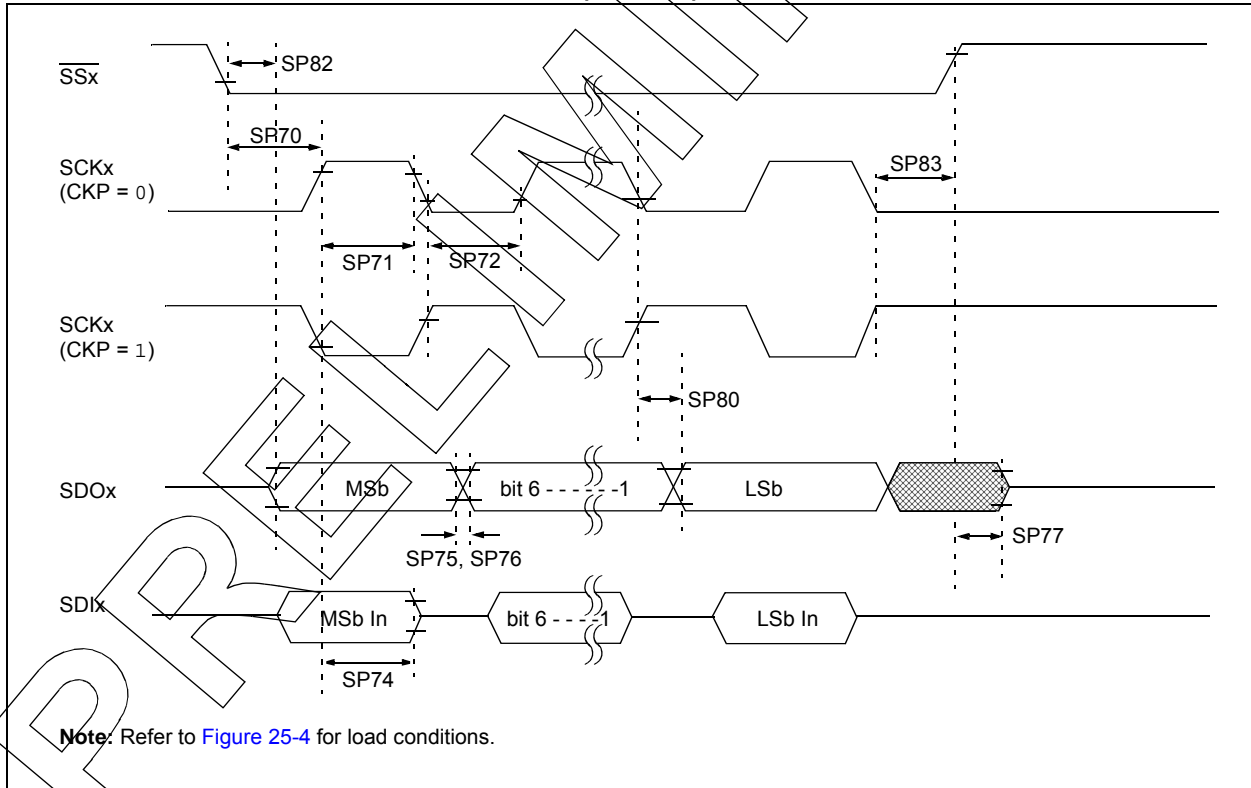 SSx
SP82
SP70
SCKx
(CKP = 0)
SP83
SP71
SP72
SCKx
(CKP = 1)
SP80
SDOx
MSb
bit 6 - - - - - -1
LSb
SP75, SP76
SP77
SDIx
MSb In
bit 6 - - - -1
LSb In
SP74
Note: Refer to Figure 25-4 for load conditions.